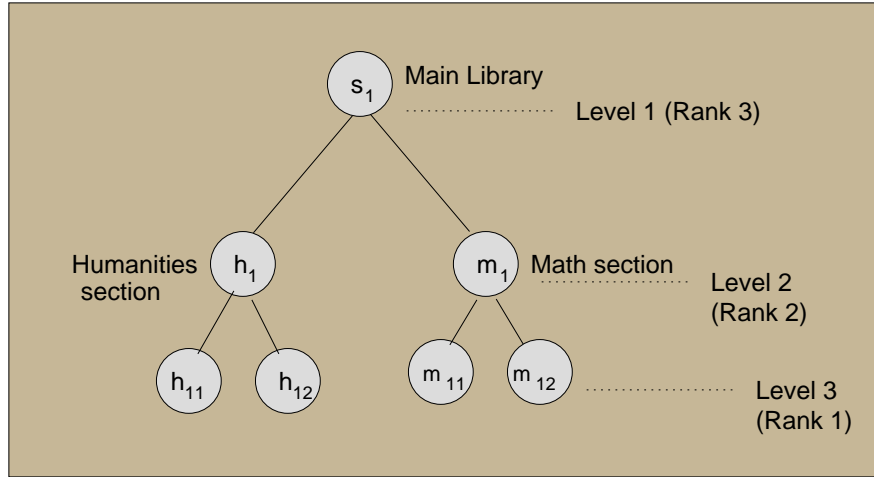 s1
Main Library
Level 1 (Rank 3)
Humanities
section
h1
m1
Math section
Level 2
(Rank 2)
h11
h12
m11
m12
Level 3
(Rank 1)